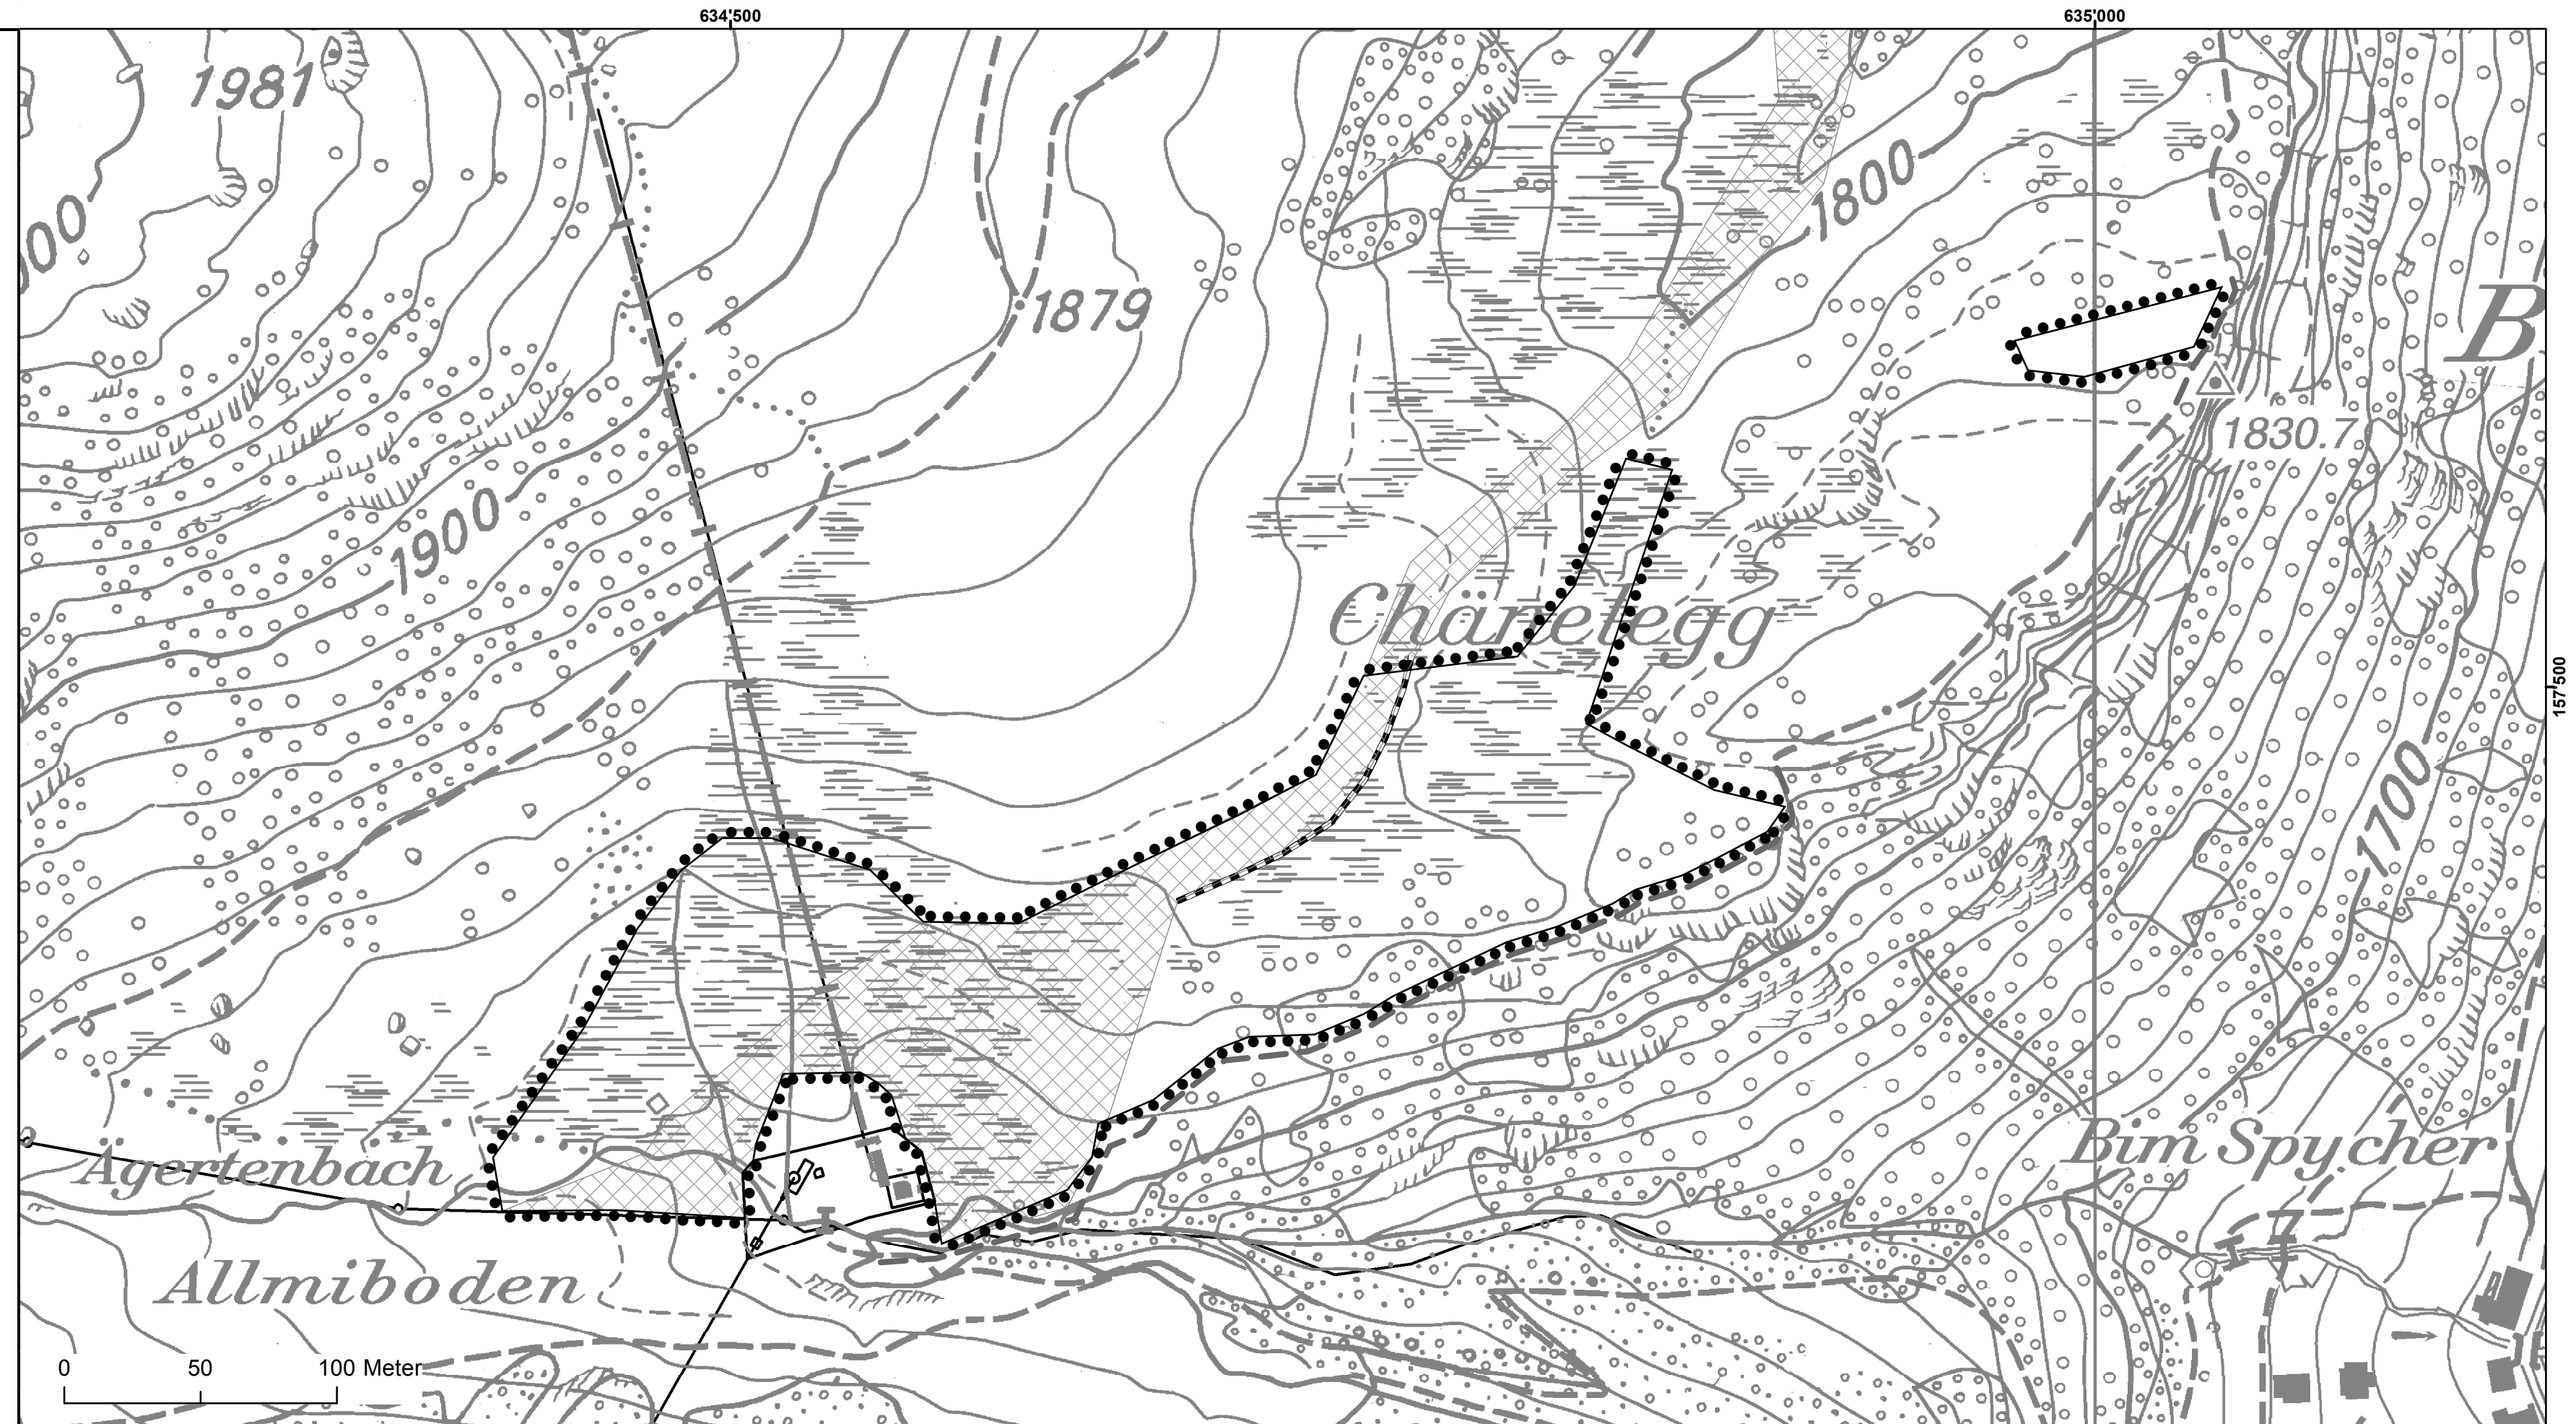 634'500
635'000
1981
00
1800
1879
B
1830.7
1900
Chänelegg
157'500
1700
Bim Spycher
Ägertenbach
Allmiboden
0 50 100 Meter